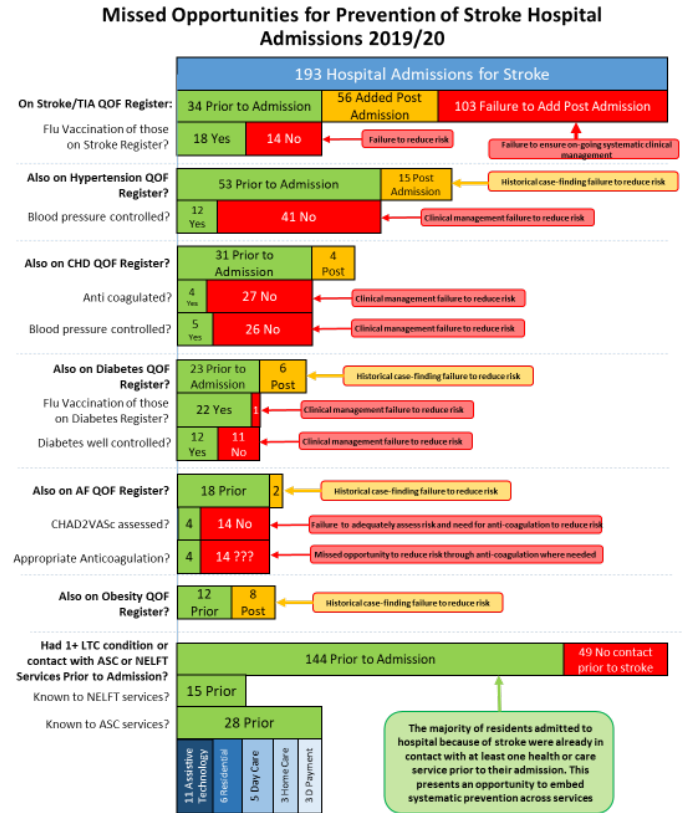 Missed Opportunities for Prevention of Stroke Hospital
Admissions 2019/20
193 Hospital Admissions for Stroke
On Stroke/TIA QOF Register:
34 Prior to Admission
56 Added Post
Admission
103 Failure to Add Post Admission
Flu Vaccination of those
on Stroke Register?
18 Yes
14 No
Failure to reduce risk
Failure to ensure on-going systematic clinical
management
Also on Hypertension QOF
Register?
53 Prior to Admission
15 Post
Admission
Historical case-finding failure to reduce risk
Blood pressure controlled?
12
Yes
41 No
Clinical management failure to reduce risk
Also on CHD QOF Register?
31 Prior to
Admission
4
Post
Anti coagulated?
4
Yes
27 No
Clinical management failure to reduce risk
Blood pressure controlled?
5
Yes
26 No
Clinical management failure to reduce risk
Also on Diabetes QOF
Register?
23 Prior to
Admission
6
Post
Historical case-finding failure to reduce risk
Flu Vaccination of those
on Diabetes Register?
22 Yes
1
Clinical management failure to reduce risk
Diabetes well controlled?
12
Yes
11
No
Clinical management failure to reduce risk
Also on AF QOF Register?
18 Prior
2
Historical case-finding failure to reduce risk
CHAD2VASc assessed?
4
14 No
Failure to adequately assess risk and need for anti-coagulation to reduce risk
Appropriate Anticoagulation?
4
14 ???
Missed opportunity to reduce risk through anti-coagulation where needed
Also on Obesity QOF
Register?
12
Prior
8
Post
Historical case-finding failure to reduce risk
Had 1+ LTC condition or
contact with ASC or NELFT
Services Prior to Admission?
144 Prior to Admission
49 No contact
prior to stroke
Known to NELFT services?
15 Prior
Known to ASC services?
28 Prior
11 Assistive
Technology
6 Residential
5 Day Care
3 Home Care
3 D Payment
The majority of residents admitted to
hospital because of stroke were already in
contact with at least one health or care
service prior to their admission. This
presents an opportunity to embed
systematic prevention across services